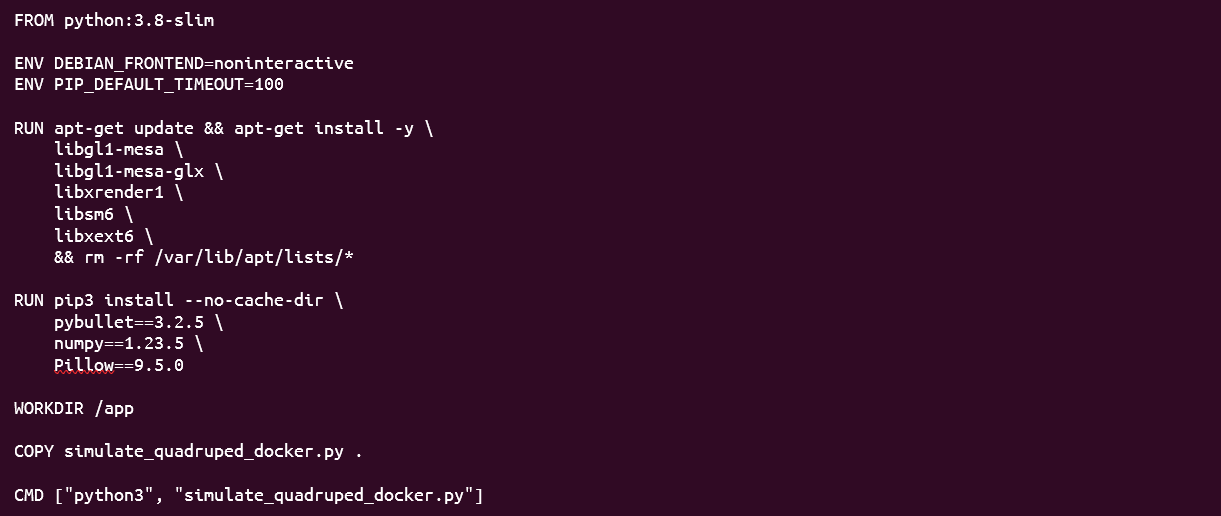 FROM python:3.8-slim
ENV DEBIAN_FRONTEND=noninteractive
ENV PIP_DEFAULT_TIMEOUT=100
RUN apt-get update && apt-get install -y \
    libgl1-mesa \
    libgl1-mesa-glx \
    libxrender1 \
    libsm6 \
    libxext6 \
    && rm -rf /var/lib/apt/lists/*
RUN pip3 install --no-cache-dir \
    pybullet==3.2.5 \
    numpy==1.23.5 \
    Pillow==9.5.0
WORKDIR /app
COPY simulate_quadruped_docker.py .
CMD ["python3", "simulate_quadruped_docker.py"]